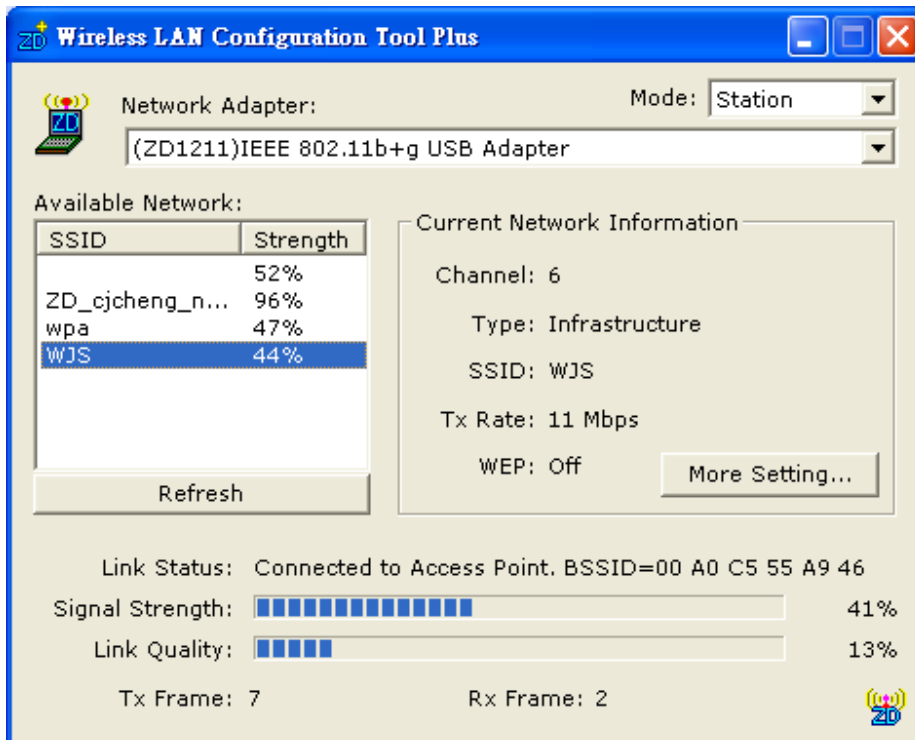 ZD Wireless LAN Configuration Tool Plus
ZD
Network Adapter:
Mode: Station
(ZD1211)IEEE 802.11b+g USB Adapter
Available Network:
SSID Strength
52%
ZD_cjcheng_n... 96%
wpa 47%
WJS 44%
Refresh
Current Network Information
Channel: 6
Type: Infrastructure
SSID: WJS
Tx Rate: 11 Mbps
WEP: Off
More Setting...
Link Status: Connected to Access Point. BSSID=00 A0 C5 55 A9 46
Signal Strength: 41%
Link Quality: 13%
Tx Frame: 7 Rx Frame: 2
ZD